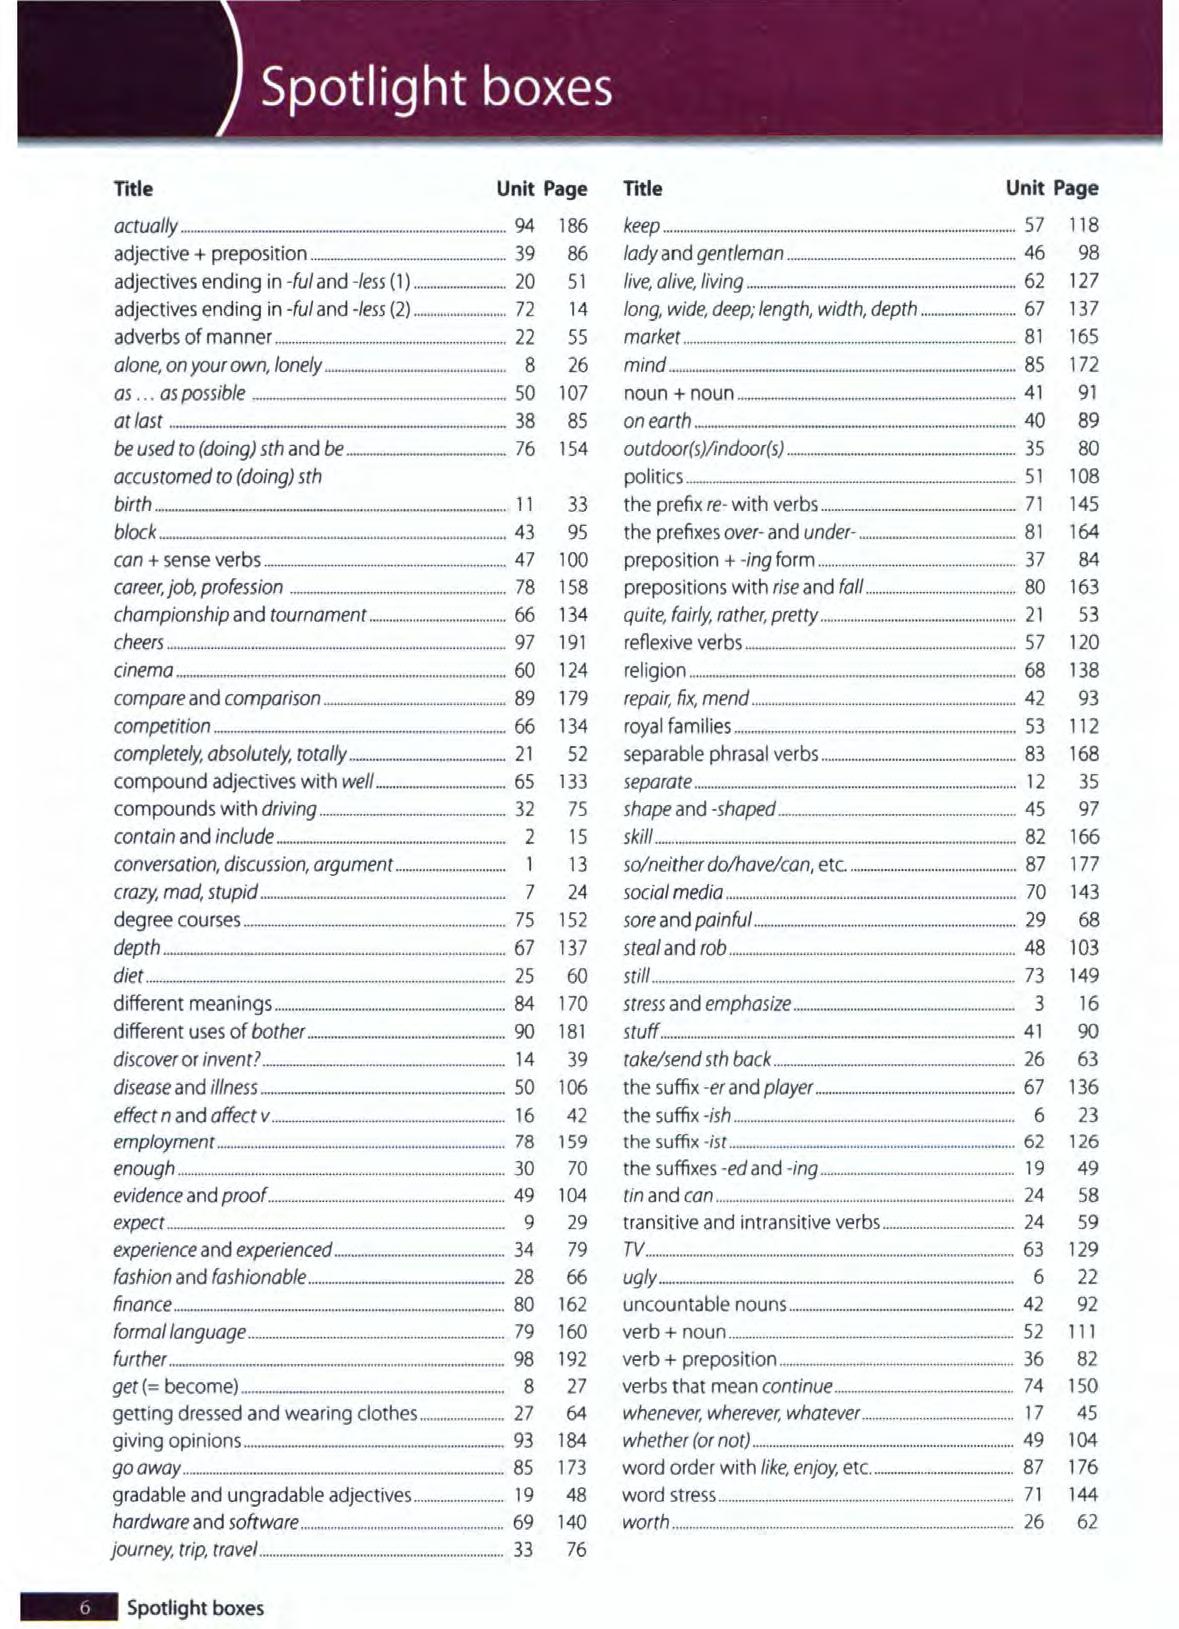 Spotlight boxes
Title Unit Page
actually 94 186
adjective + preposition 39 86
adjectives ending in -ful and -less (1) 20 51
adjectives ending in -ful and -less (2) 72 14
adverbs of manner 22 55
alone, on your own, lonely 8 26
as ... as possible 50 107
at last 38 85
be used to (doing) sth and be 76 154
accustomed to (doing) sth
birth 11 33
block 43 95
can + sense verbs 47 100
career, job, profession 78 158
championship and tournament 66 134
cheers 97 191
cinema 60 124
compare and comparison 89 179
competition 66 134
completely, absolutely, totally 21 52
compound adjectives with well 65 133
compounds with driving 32 75
contain and include 2 15
conversation, discussion, argument 1 13
crazy, mad, stupid 7 24
degree courses 75 152
depth 67 137
diet 25 60
different meanings 84 170
different uses of bother 90 181
discover or invent? 14 39
disease and illness 50 106
effect n and affect v 16 42
employment 78 159
enough 30 70
evidence and proof 49 104
expect 9 29
experience and experienced 34 79
fashion and fashionable 28 66
finance 80 162
formal language 79 160
further 98 192
get (= become) 8 27
getting dressed and wearing clothes 27 64
giving opinions 93 184
go away 85 173
gradable and ungradable adjectives 19 48
hardware and software 69 140
journey, trip, travel 33 76
Title Unit Page
keep 57 118
lady and gentleman 46 98
live, alive, living 62 127
long, wide, deep; length, width, depth 67 137
market 81 165
mind 85 172
noun + noun 41 91
on earth 40 89
outdoor(s)/indoor(s) 35 80
politics 51 108
the prefix re- with verbs 71 145
the prefixes over- and under- 81 164
preposition + -ing form 37 84
prepositions with rise and fall 80 163
quite, fairly, rather, pretty 21 53
reflexive verbs 57 120
religion 68 138
repair, fix, mend 42 93
royal families 53 112
separable phrasal verbs 83 168
separate 12 35
shape and -shaped 45 97
skill 82 166
so/neither do/have/can, etc. 87 177
social media 70 143
sore and painful 29 68
steal and rob 48 103
still 73 149
stress and emphasize 3 16
stuff 41 90
take/send sth back 26 63
the suffix -er and player 67 136
the suffix -ish 6 23
the suffix -ist 62 126
the suffixes -ed and -ing 19 49
tin and can 24 58
transitive and intransitive verbs 24 59
TV 63 129
ugly 6 22
uncountable nouns 42 92
verb + noun 52 111
verb + preposition 36 82
verbs that mean continue 74 150
whenever, wherever, whatever 17 45
whether (or not) 49 104
word order with like, enjoy, etc. 87 176
word stress 71 144
worth 26 62
6 Spotlight boxes